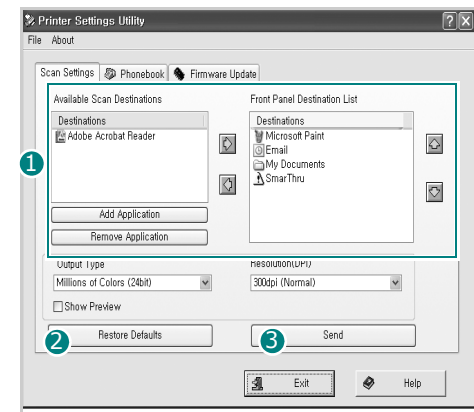 Printer Settings Utility
File About
Scan Settings Phonebook Firmware Update
Available Scan Destinations
Destinations
Adobe Acrobat Reader
Add Application
Remove Application
Front Panel Destination List
Destinations
Microsoft Paint
Email
My Documents
SmarThru
1
Output Type
Millions of Colors (24bit)
Resolution(DPI)
300dpi (Normal)
Show Preview
2 Restore Defaults
3 Send
Exit Help